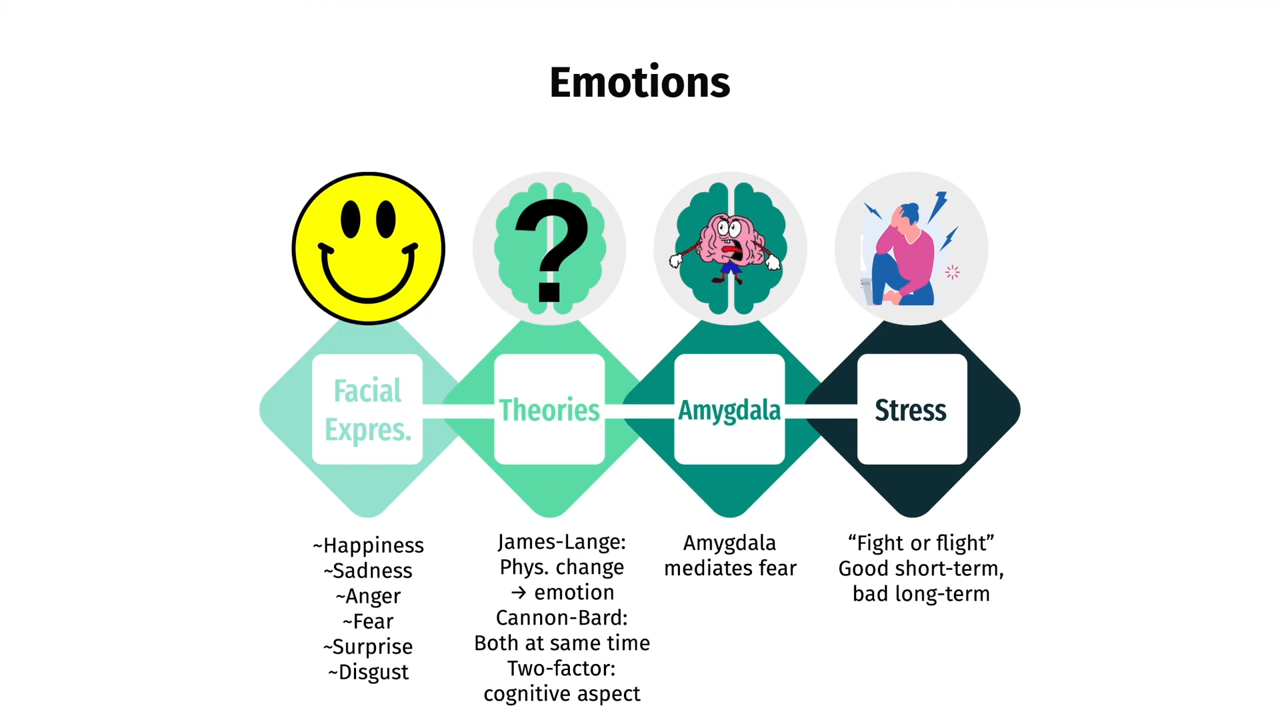 Emotions
?
Facial
Expres.
Theories
Amygdala
Stress
~Happiness
~Sadness
~Anger
~Fear
~Surprise
~Disgust
James-Lange:
Phys. change
→ emotion
Cannon-Bard:
Both at same time
Two-factor:
cognitive aspect
Amygdala
mediates fear
“Fight or flight”
Good short-term,
bad long-term